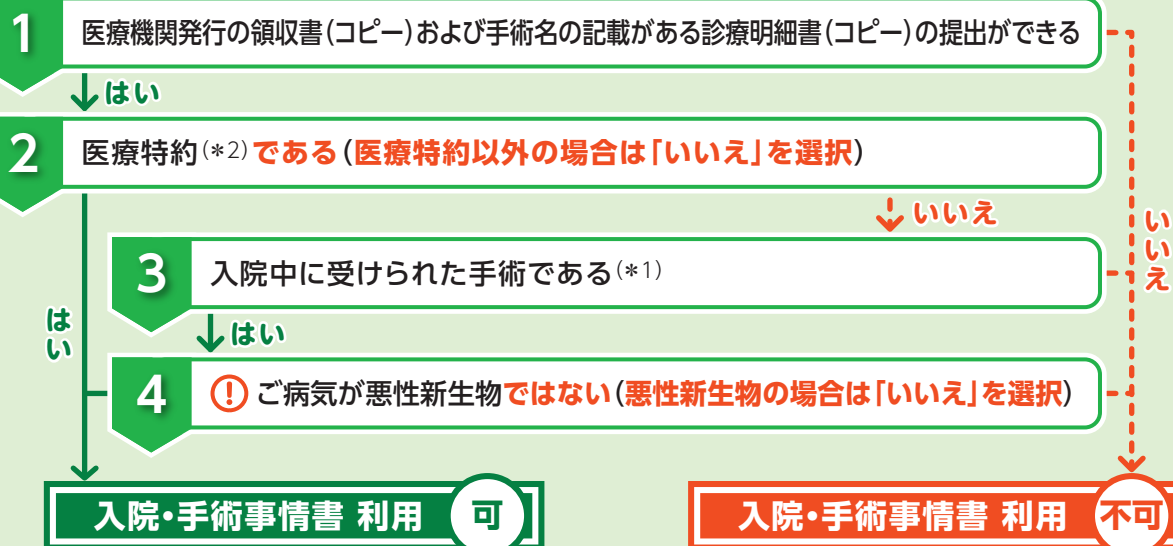 1 医療機関発行の領収書(コピー)および手術名の記載がある診療明細書(コピー)の提出ができる
はい
2 医療特約(*2)である(医療特約以外の場合は「いいえ」を選択)
いいえ
いいえ
3 入院中に受けられた手術である(*1)
はい
はい
4 ! ご病気が悪性新生物ではない(悪性新生物の場合は「いいえ」を選択)
入院・手術事情書 利用 可
入院・手術事情書 利用 不可